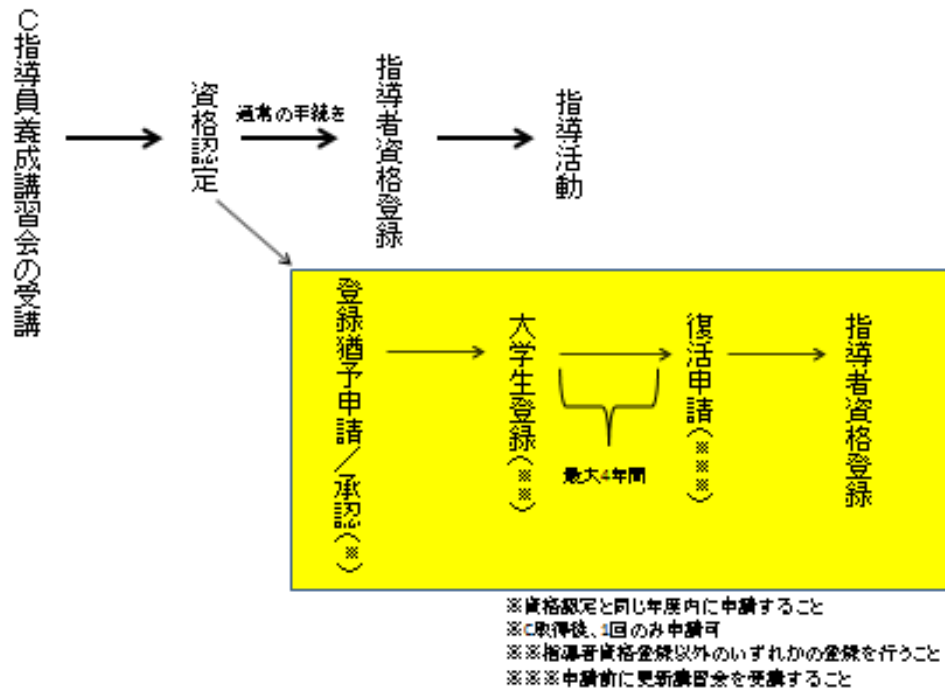 C指導員養成講習会の受講
資格認定
通常の手続き
指導者資格登録
指導活動
登録猶予申請／承認(※)
大学生登録(※※)
最大4年間
復活申請(※※※)
指導者資格登録
※資格認定と同じ年度内に申請すること
※C取得後、1回のみ申請可
※※指導者資格登録以外のいずれかの登録を行うこと
※※※申請前に更新講習会を受講すること